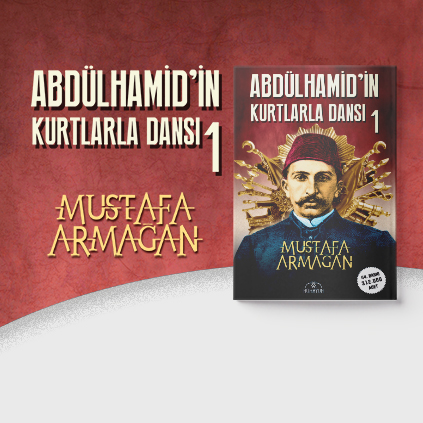 ABDÜLHAMİD'İN
KURTLARLA DANSI 1
MUSTAFA
ARMAĞAN
ABDÜLHAMİD'İN
KURTLARLA DANSI 1
MUSTAFA
ARMAĞAN